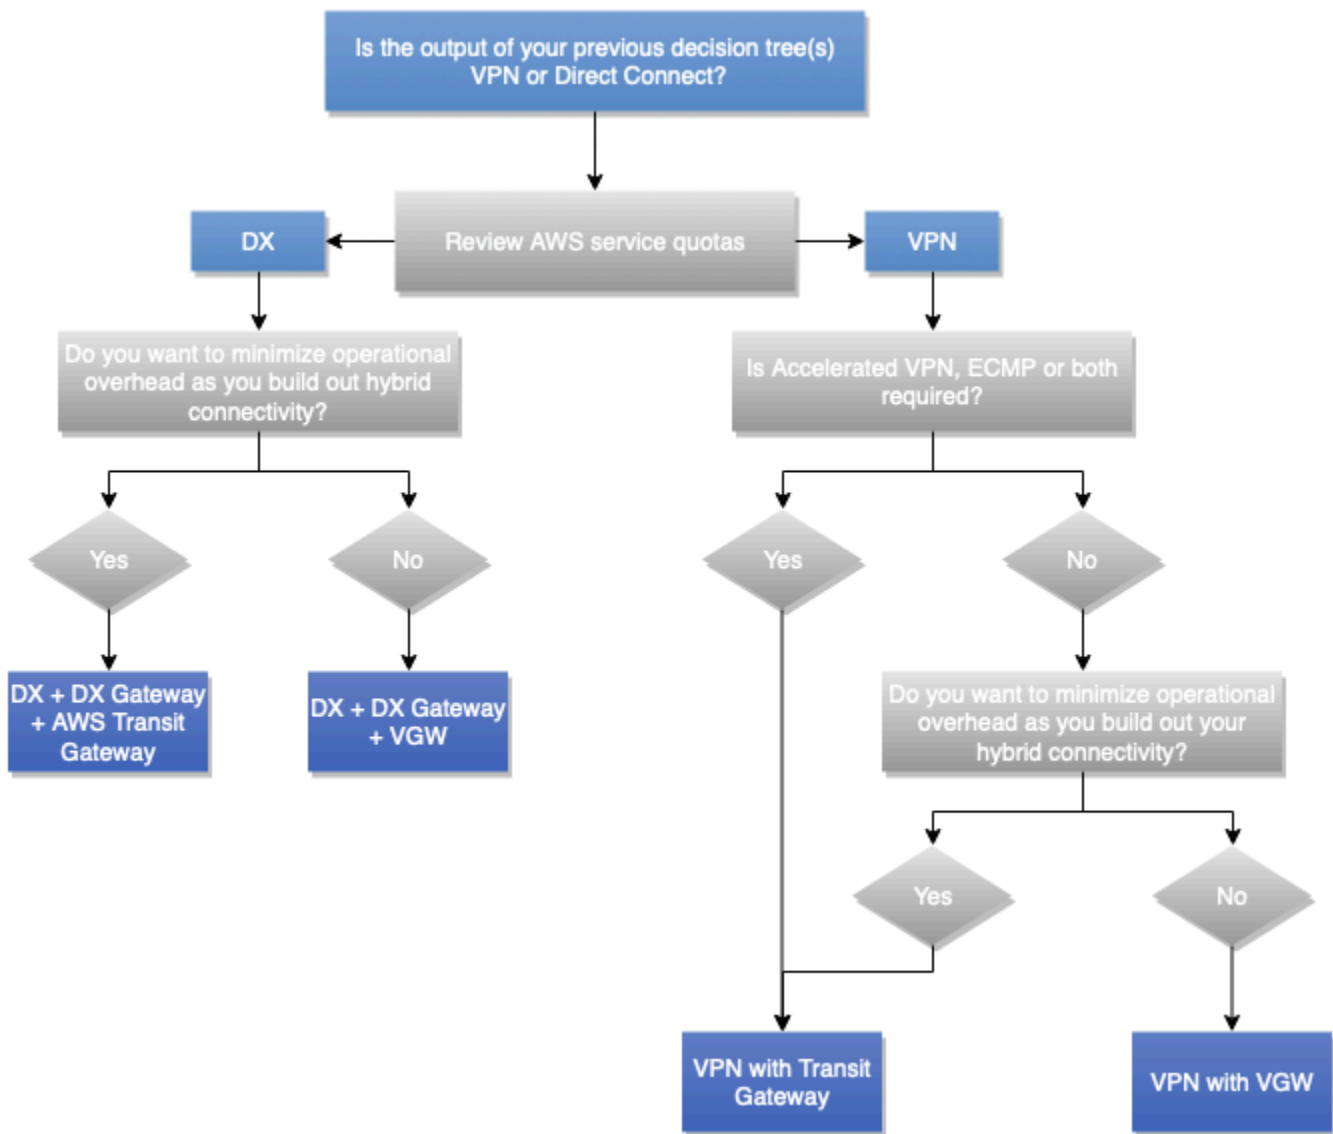 Is the output of your previous decision tree(s)
VPN or Direct Connect?
DX
Review AWS service quotas
VPN
Do you want to minimize operational
overhead as you build out hybrid
connectivity?
Is Accelerated VPN, ECMP or both
required?
Yes
No
Yes
No
DX + DX Gateway
+ AWS Transit
Gateway
DX + DX Gateway
+ VGW
Do you want to minimize operational
overhead as you build out your
hybrid connectivity?
Yes
No
VPN with Transit
Gateway
VPN with VGW